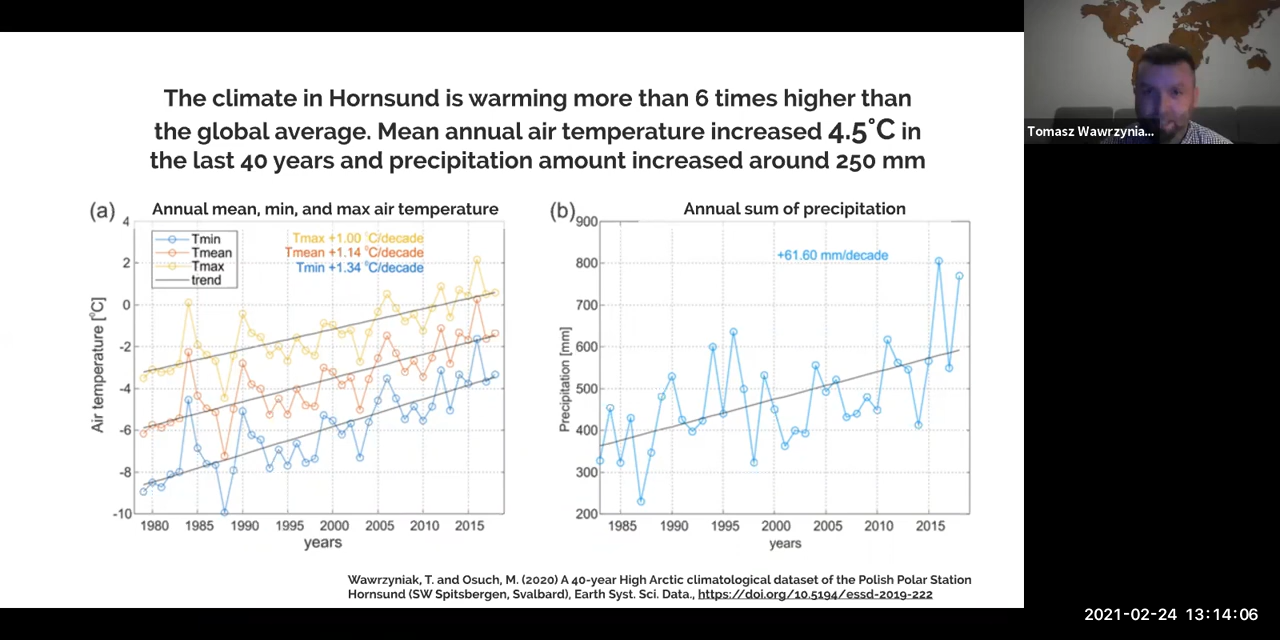 The climate in Hornsund is warming more than 6 times higher than
the global average. Mean annual air temperature increased 4.5°C in
the last 40 years and precipitation amount increased around 250 mm
Tomasz Wawrzynia...
(a)
Annual mean, min, and max air temperature
Tmin
Tmean
Tmax
trend
Tmax +1.00 °C/decade
Tmean +1.14 °C/decade
Tmin +1.34 °C/decade
Air temperature [°C]
4
2
0
-2
-4
-6
-8
-10
1980 1985 1990 1995 2000 2005 2010 2015
years
(b)
Annual sum of precipitation
+61.60 mm/decade
Precipitation [mm]
900
800
700
600
500
400
300
200
1985 1990 1995 2000 2005 2010 2015
years
Wawrzyniak, T. and Osuch, M. (2020) A 40-year High Arctic climatological dataset of the Polish Polar Station
Hornsund (SW Spitsbergen, Svalbard), Earth Syst. Sci. Data., https://doi.org/10.5194/essd-2019-222
2021-02-24 13:14:06